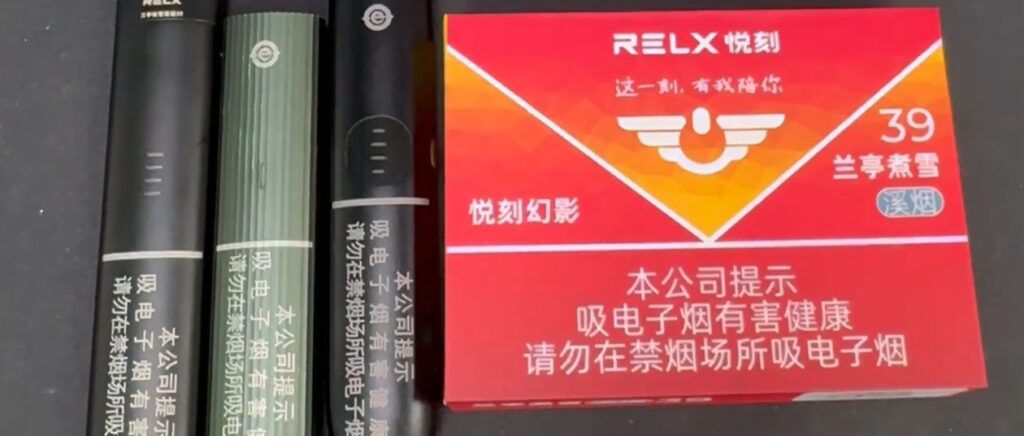 RELX
吸电子烟有害
请勿在禁烟场所吸
本公司提示
吸电子烟有害健
请勿在禁烟场所吸电
本公司提示
吸电子烟有害健康
请勿在禁烟场所吸电子烟
本公司提示
RELX 悦刻
这一刻,有我陪你
39
兰亭煮雪
溪烟
悦刻幻影
本公司提示
吸电子烟有害健康
请勿在禁烟场所吸电子烟